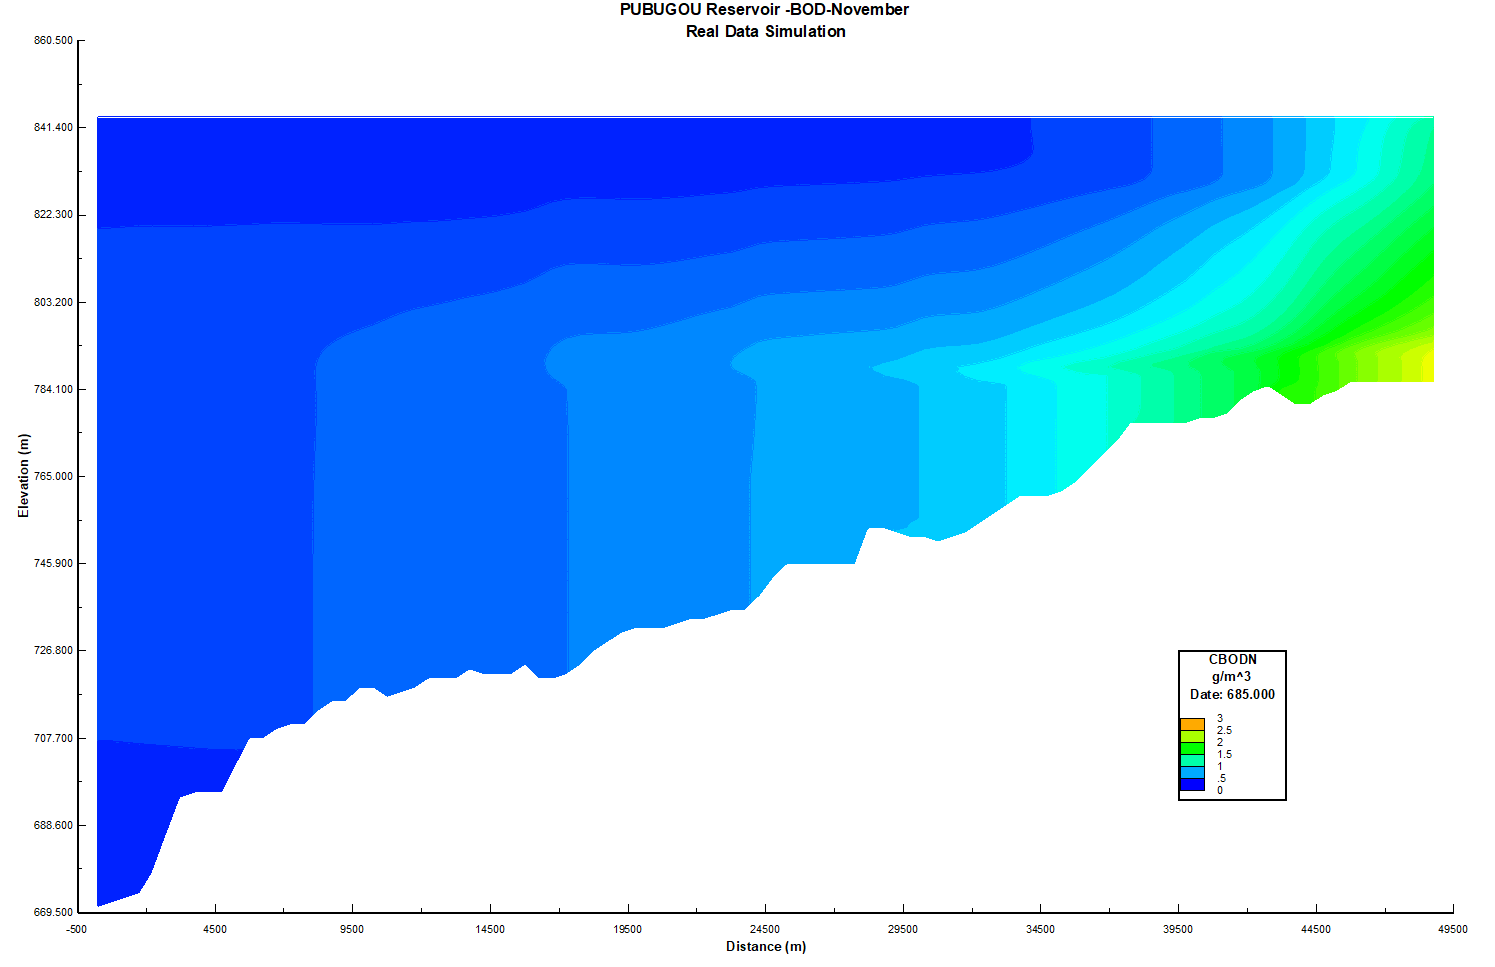 PUBUGOU Reservoir -BOD-November
Real Data Simulation
860.500
841.400
822.300
803.200
784.100
765.000
745.900
726.800
707.700
688.600
669.500
Elevation (m)
CBODN
g/m^3
Date: 685.000
3
2.5
2
1.5
1
.5
0
-500 4500 9500 14500 19500 24500 29500 34500 39500 44500 49500
Distance (m)